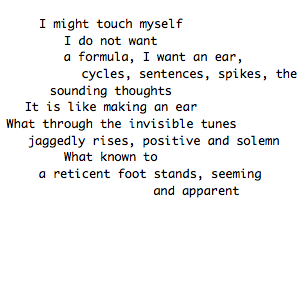 I might touch myself
I do not want
a formula, I want an ear,
cycles, sentences, spikes, the
sounding thoughts
It is like making an ear
What through the invisible tunes
jaggedly rises, positive and solemn
What known to
a reticent foot stands, seeming
and apparent